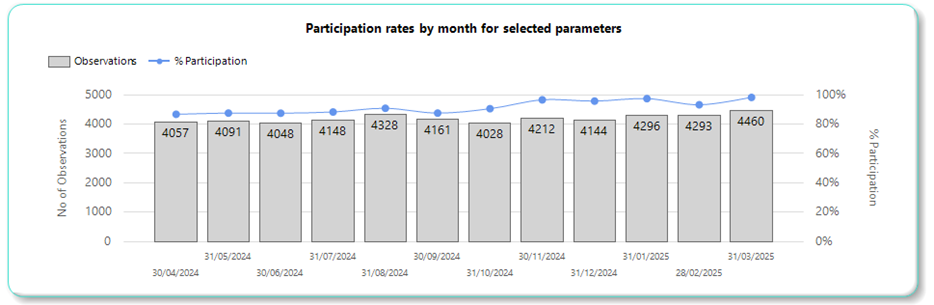 Participation rates by month for selected parameters
Observations % Participation
No of Observations
5000
4000
3000
2000
1000
0
4057 4091 4048 4148 4328 4161 4028 4212 4144 4296 4293 4460
100%
80%
60%
40%
20%
0%
% Participation
31/05/2024 31/07/2024 30/09/2024 30/11/2024 31/01/2025 31/03/2025
30/04/2024 30/06/2024 31/08/2024 31/10/2024 31/12/2024 28/02/2025